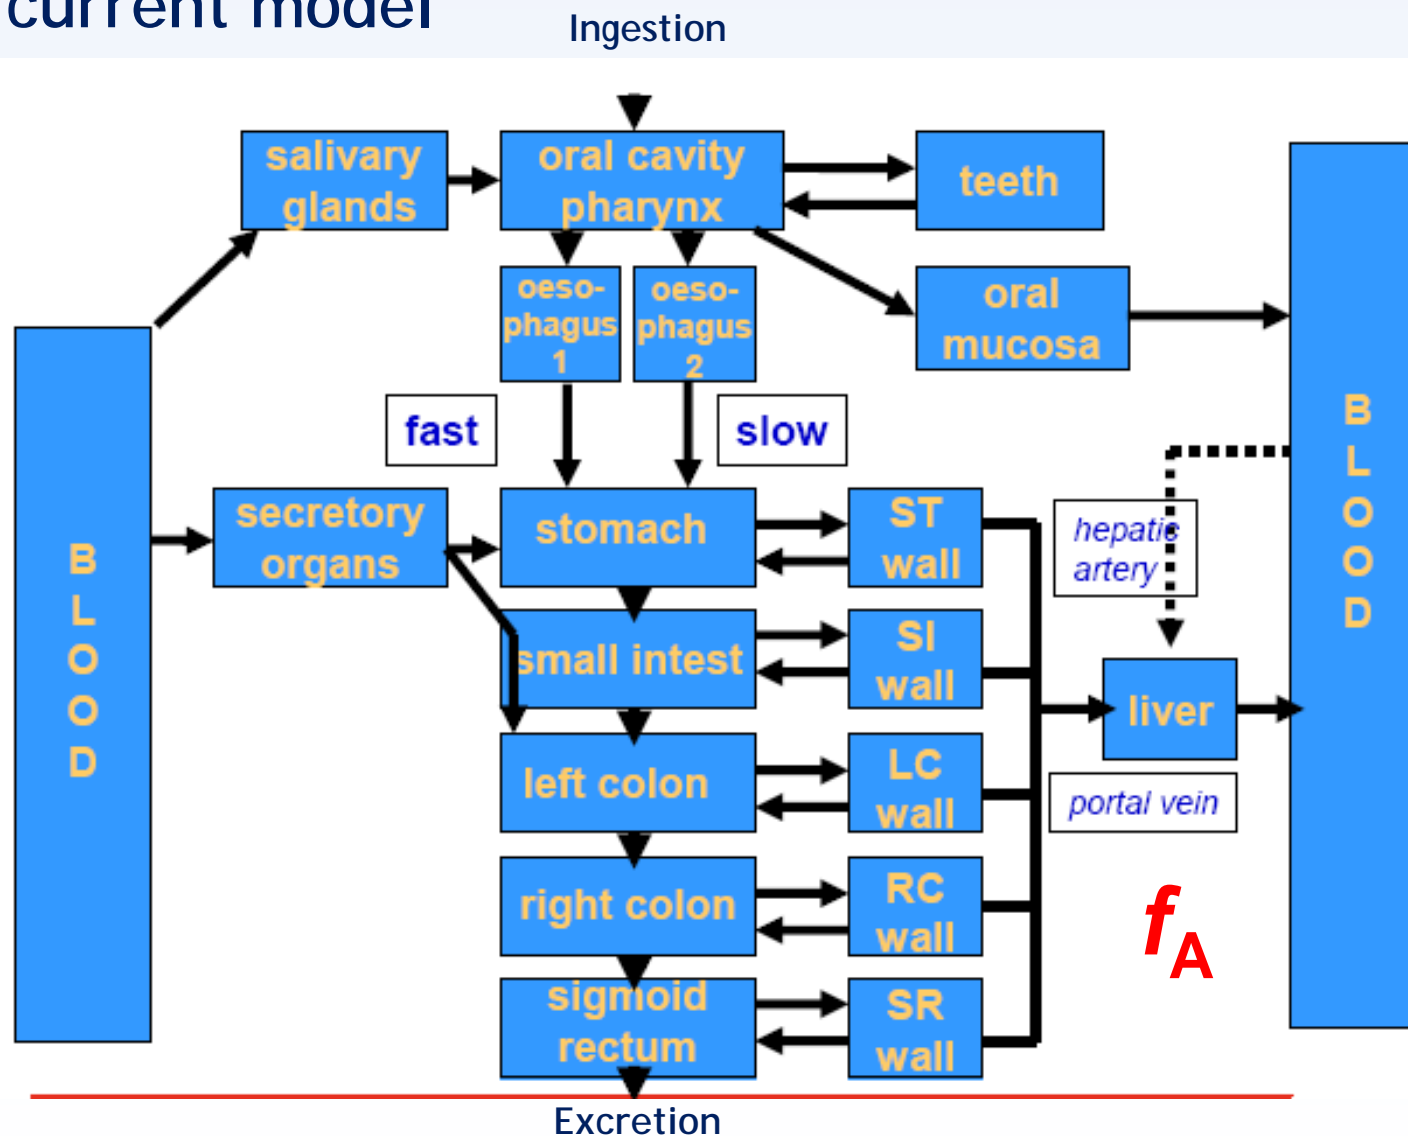 current model
Ingestion
salivary
glands
oral cavity
pharynx
teeth
oeso-
phagus
1
oeso-
phagus
2
oral
mucosa
fast
slow
B
L
O
O
D
secretory
organs
stomach
ST
wall
hepatic
artery
B
L
O
O
D
small intest
SI
wall
liver
left colon
LC
wall
portal vein
right colon
RC
wall
fA
sigmoid
rectum
SR
wall
Excretion